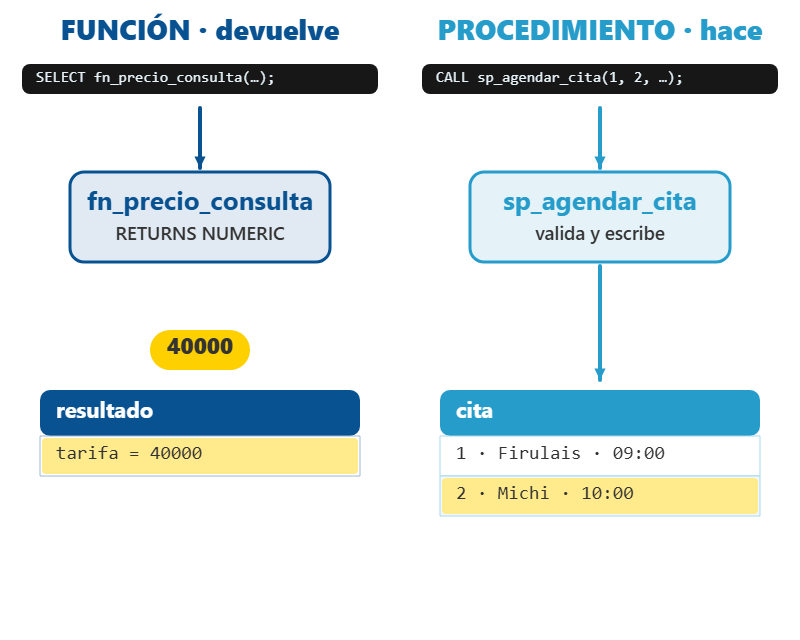 FUNCIÓN · devuelve
SELECT fn_precio_consulta(…);
fn_precio_consulta
RETURNS NUMERIC
40000
resultado
tarifa = 40000
PROCEDIMIENTO · hace
CALL sp_agendar_cita(1, 2, …);
sp_agendar_cita
valida y escribe
cita
1 · Firulais · 09:00
2 · Michi · 10:00